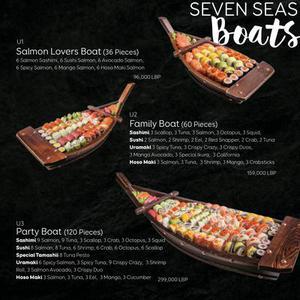 SEVEN SEAS
Boats
U1
Salmon Lovers Boat (36 Pieces)
6 Salmon Sashimi, 6 Sushi Salmon, 6 Avocado Salmon,
6 Spicy Salmon, 6 Mango Salmon, 6 Hoso Maki Salmon
96,000 LBP
U2
Family Boat (60 Pieces)
Sashimi 3 Scallop, 3 Tuna, 3 Salmon, 3 Octopus, 3 Squid
Sushi 2 Salmon, 2 Shrimp, 2 Eel, 2 Red Snapper, 2 Crab, 2 Tuna
Uramaki 3 Spicy Tuna, 3 Crispy Crazy, 3 Crispy Duos,
3 Mango Avocado, 3 Special Ikura, 3 California
Hoso Maki 3 Salmon, 3 Tuna, 3 Shrimp, 3 Mango, 3 Crabsticks
159,000 LBP
U3
Party Boat (120 Pieces)
Sashimi 9 Salmon, 9 Tuna, 3 Scallop, 3 Crab, 3 Octopus, 3 Squid
Sushi 8 Salmon, 8 Tuna, 6 Shrimp, 6 Crab, 6 Octopus, 6 Scallop
Special Tamashii 8 Tuna Pesto
Uramaki 6 Spicy Salmon, 3 Spicy Tuna, 9 Crispy Crazy, 3 Shrimp
Roll, 3 Salmon Avocado, 3 Crispy Duo
Hoso Maki 3 Salmon, 3 Tuna, 3 Eel, 3 Mango, 3 Cucumber
299,000 LBP